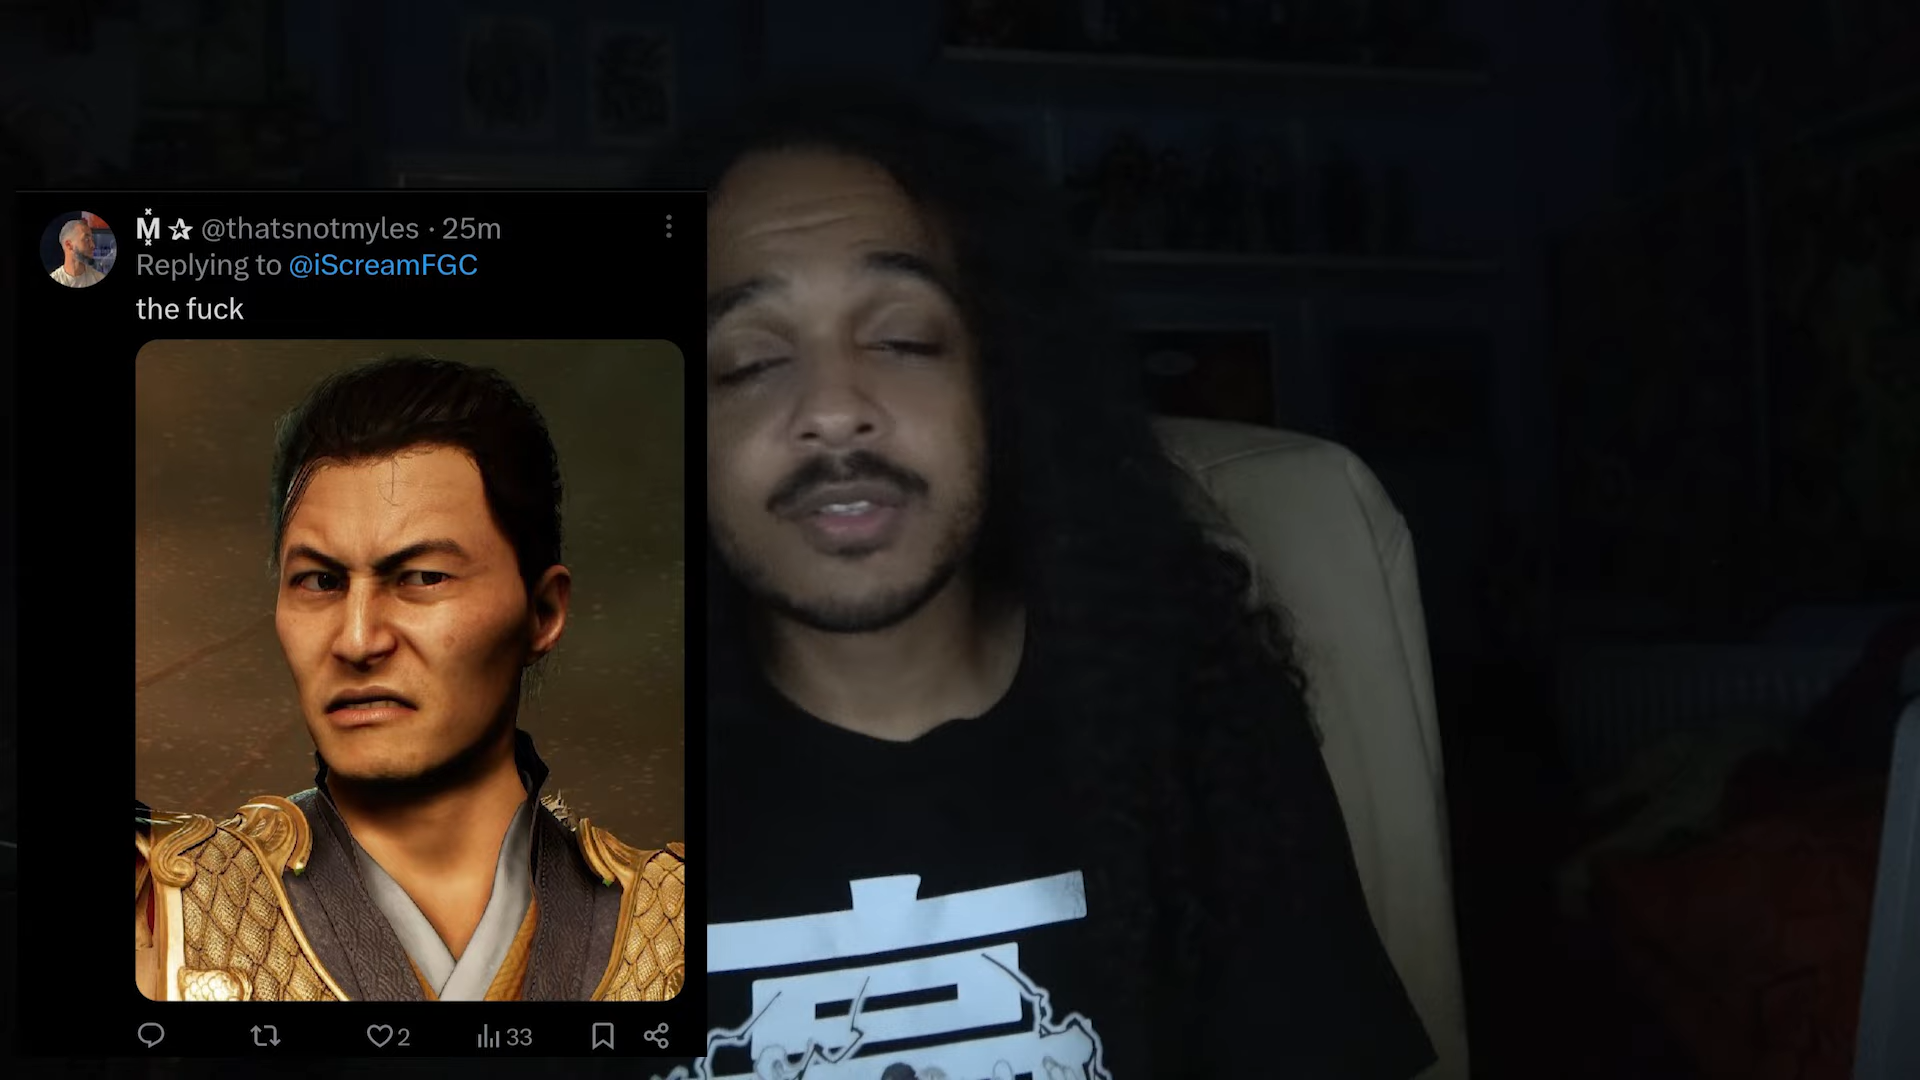 M ☆ @thatsnotmyles · 25m
Replying to @iScreamFGC
the fuck
2
33